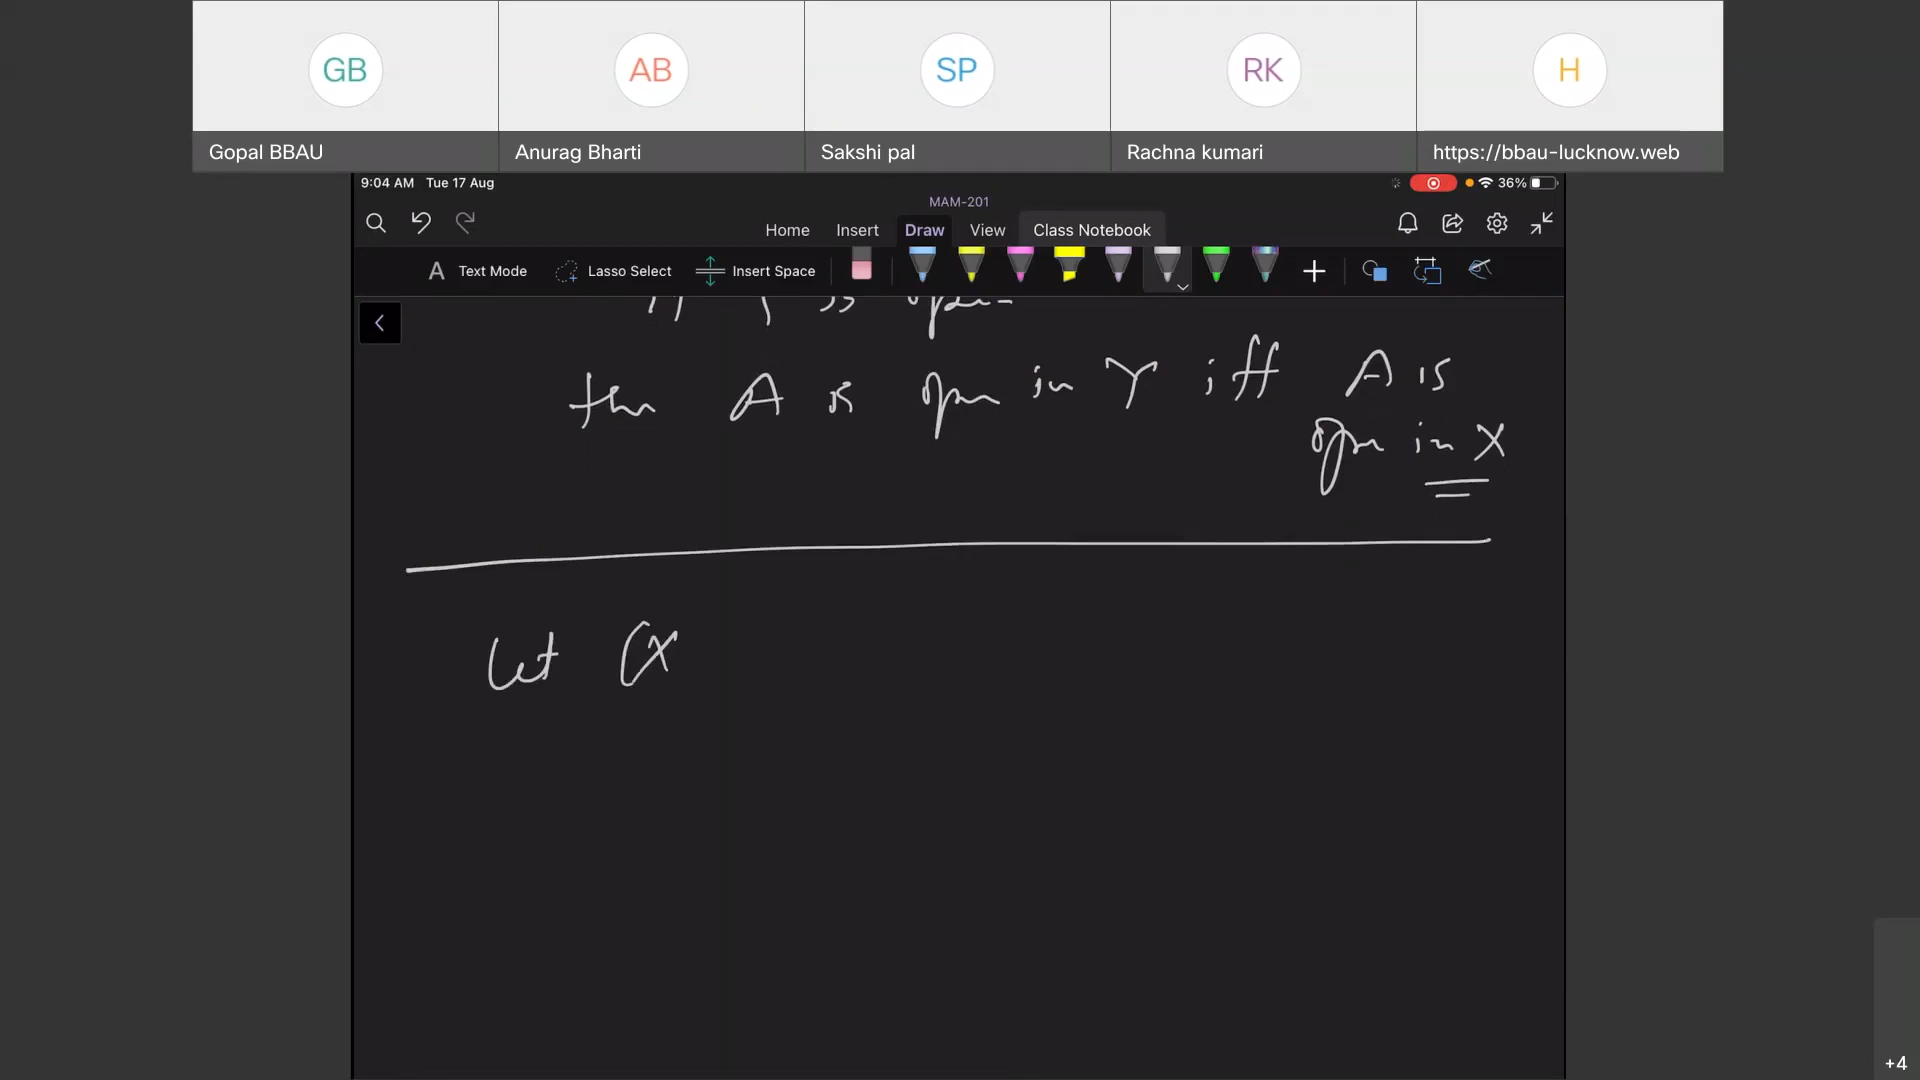 GB AB SP RK H
Gopal BBAU Anurag Bharti Sakshi pal Rachna kumari https://bbau-lucknow.web
9:04 AM Tue 17 Aug 36%
MAM-201
Home Insert Draw View Class Notebook
A Text Mode Lasso Select Insert Space
is open
then A is open in Y iff A is
open in X
Let (X
+4